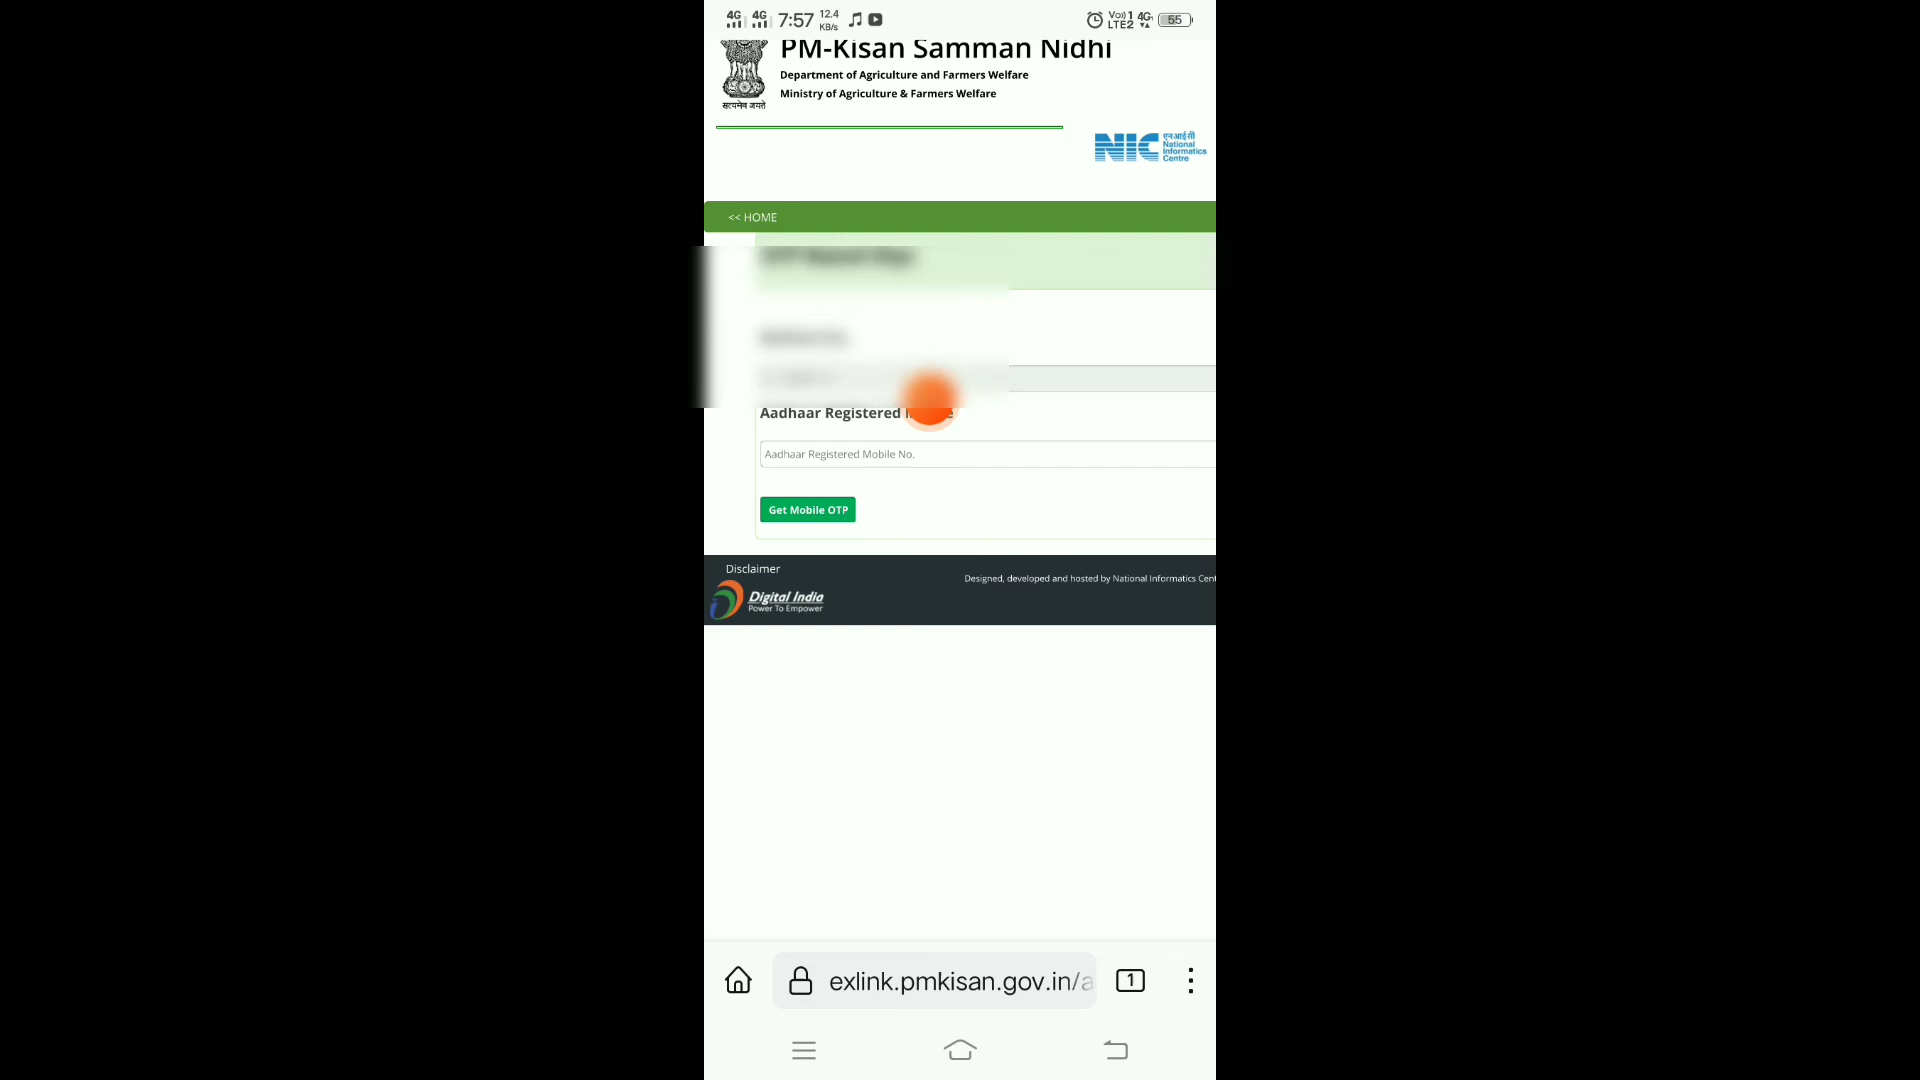 4G 4G 7:57 12.4 KB/s Vo)) 1 LTE2 4G 55
PM-Kisan Samman Nidhi
Department of Agriculture and Farmers Welfare
Ministry of Agriculture & Farmers Welfare
सत्यमेव जयते
NIC एनआईसी
National
Informatics
Centre
<< HOME
Aadhaar Registered
Aadhaar Registered Mobile No.
Get Mobile OTP
Disclaimer
Designed, developed and hosted by National Informatics Cent
Digital India
Power To Empower
exlink.pmkisan.gov.in/a
1